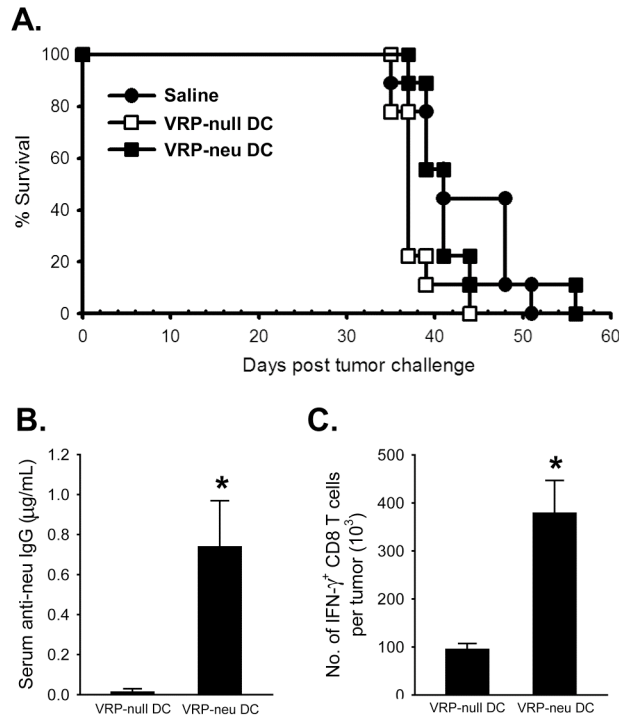 A.
100
80
60
40
20
0
% Survival
Saline
VRP-null DC
VRP-neu DC
0 10 20 30 40 50 60
Days post tumor challenge
B.
Serum anti-neu IgG (µg/mL)
1.2
1.0
0.8
0.6
0.4
0.2
0.0
*
VRP-null DC VRP-neu DC
C.
No. of IFN-γ+ CD8 T cells
per tumor (10³)
500
400
300
200
100
0
*
VRP-null DC VRP-neu DC